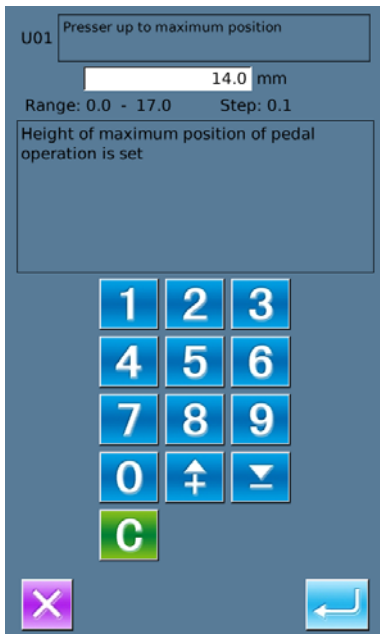 U01 Presser up to maximum position
14.0 mm
Range: 0.0 - 17.0 Step: 0.1
Height of maximum position of pedal
operation is set
1 2 3
4 5 6
7 8 9
0 + −
C